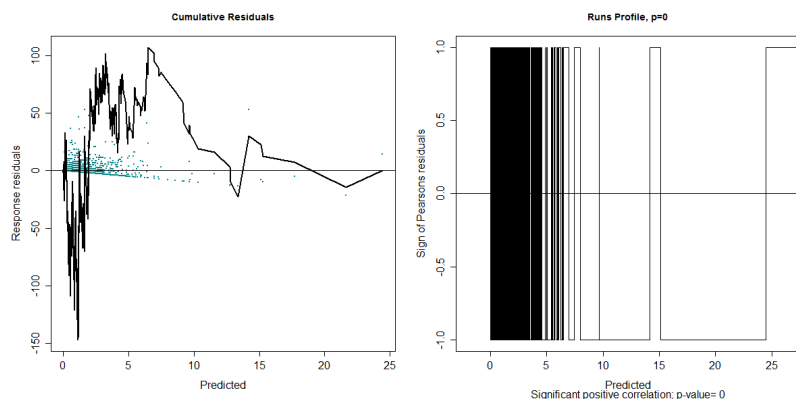 Cumulative Residuals
Response residuals
100
50
0
-50
-100
-150
0 5 10 15 20 25
Predicted
Runs Profile, p=0
Sign of Pearsons residuals
1.0
0.5
0.0
-0.5
-1.0
0 5 10 15 20 25
Predicted
Significant positive correlation; p-value= 0